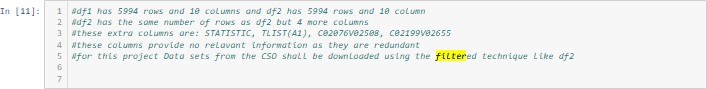 In [11]:
1 #df1 has 5994 rows and 10 columns and df2 has 5994 rows and 10 column
2 #df2 has the same number of rows as df2 but 4 more columns
3 #these extra columns are: STATISTIC, TLIST(A1), C02076V02508, C02199V02655
4 #these columns provide no relavant information as they are redundant
5 #for this project Data sets from the CSO shall be downloaded using the filtered technique like df2
6
7